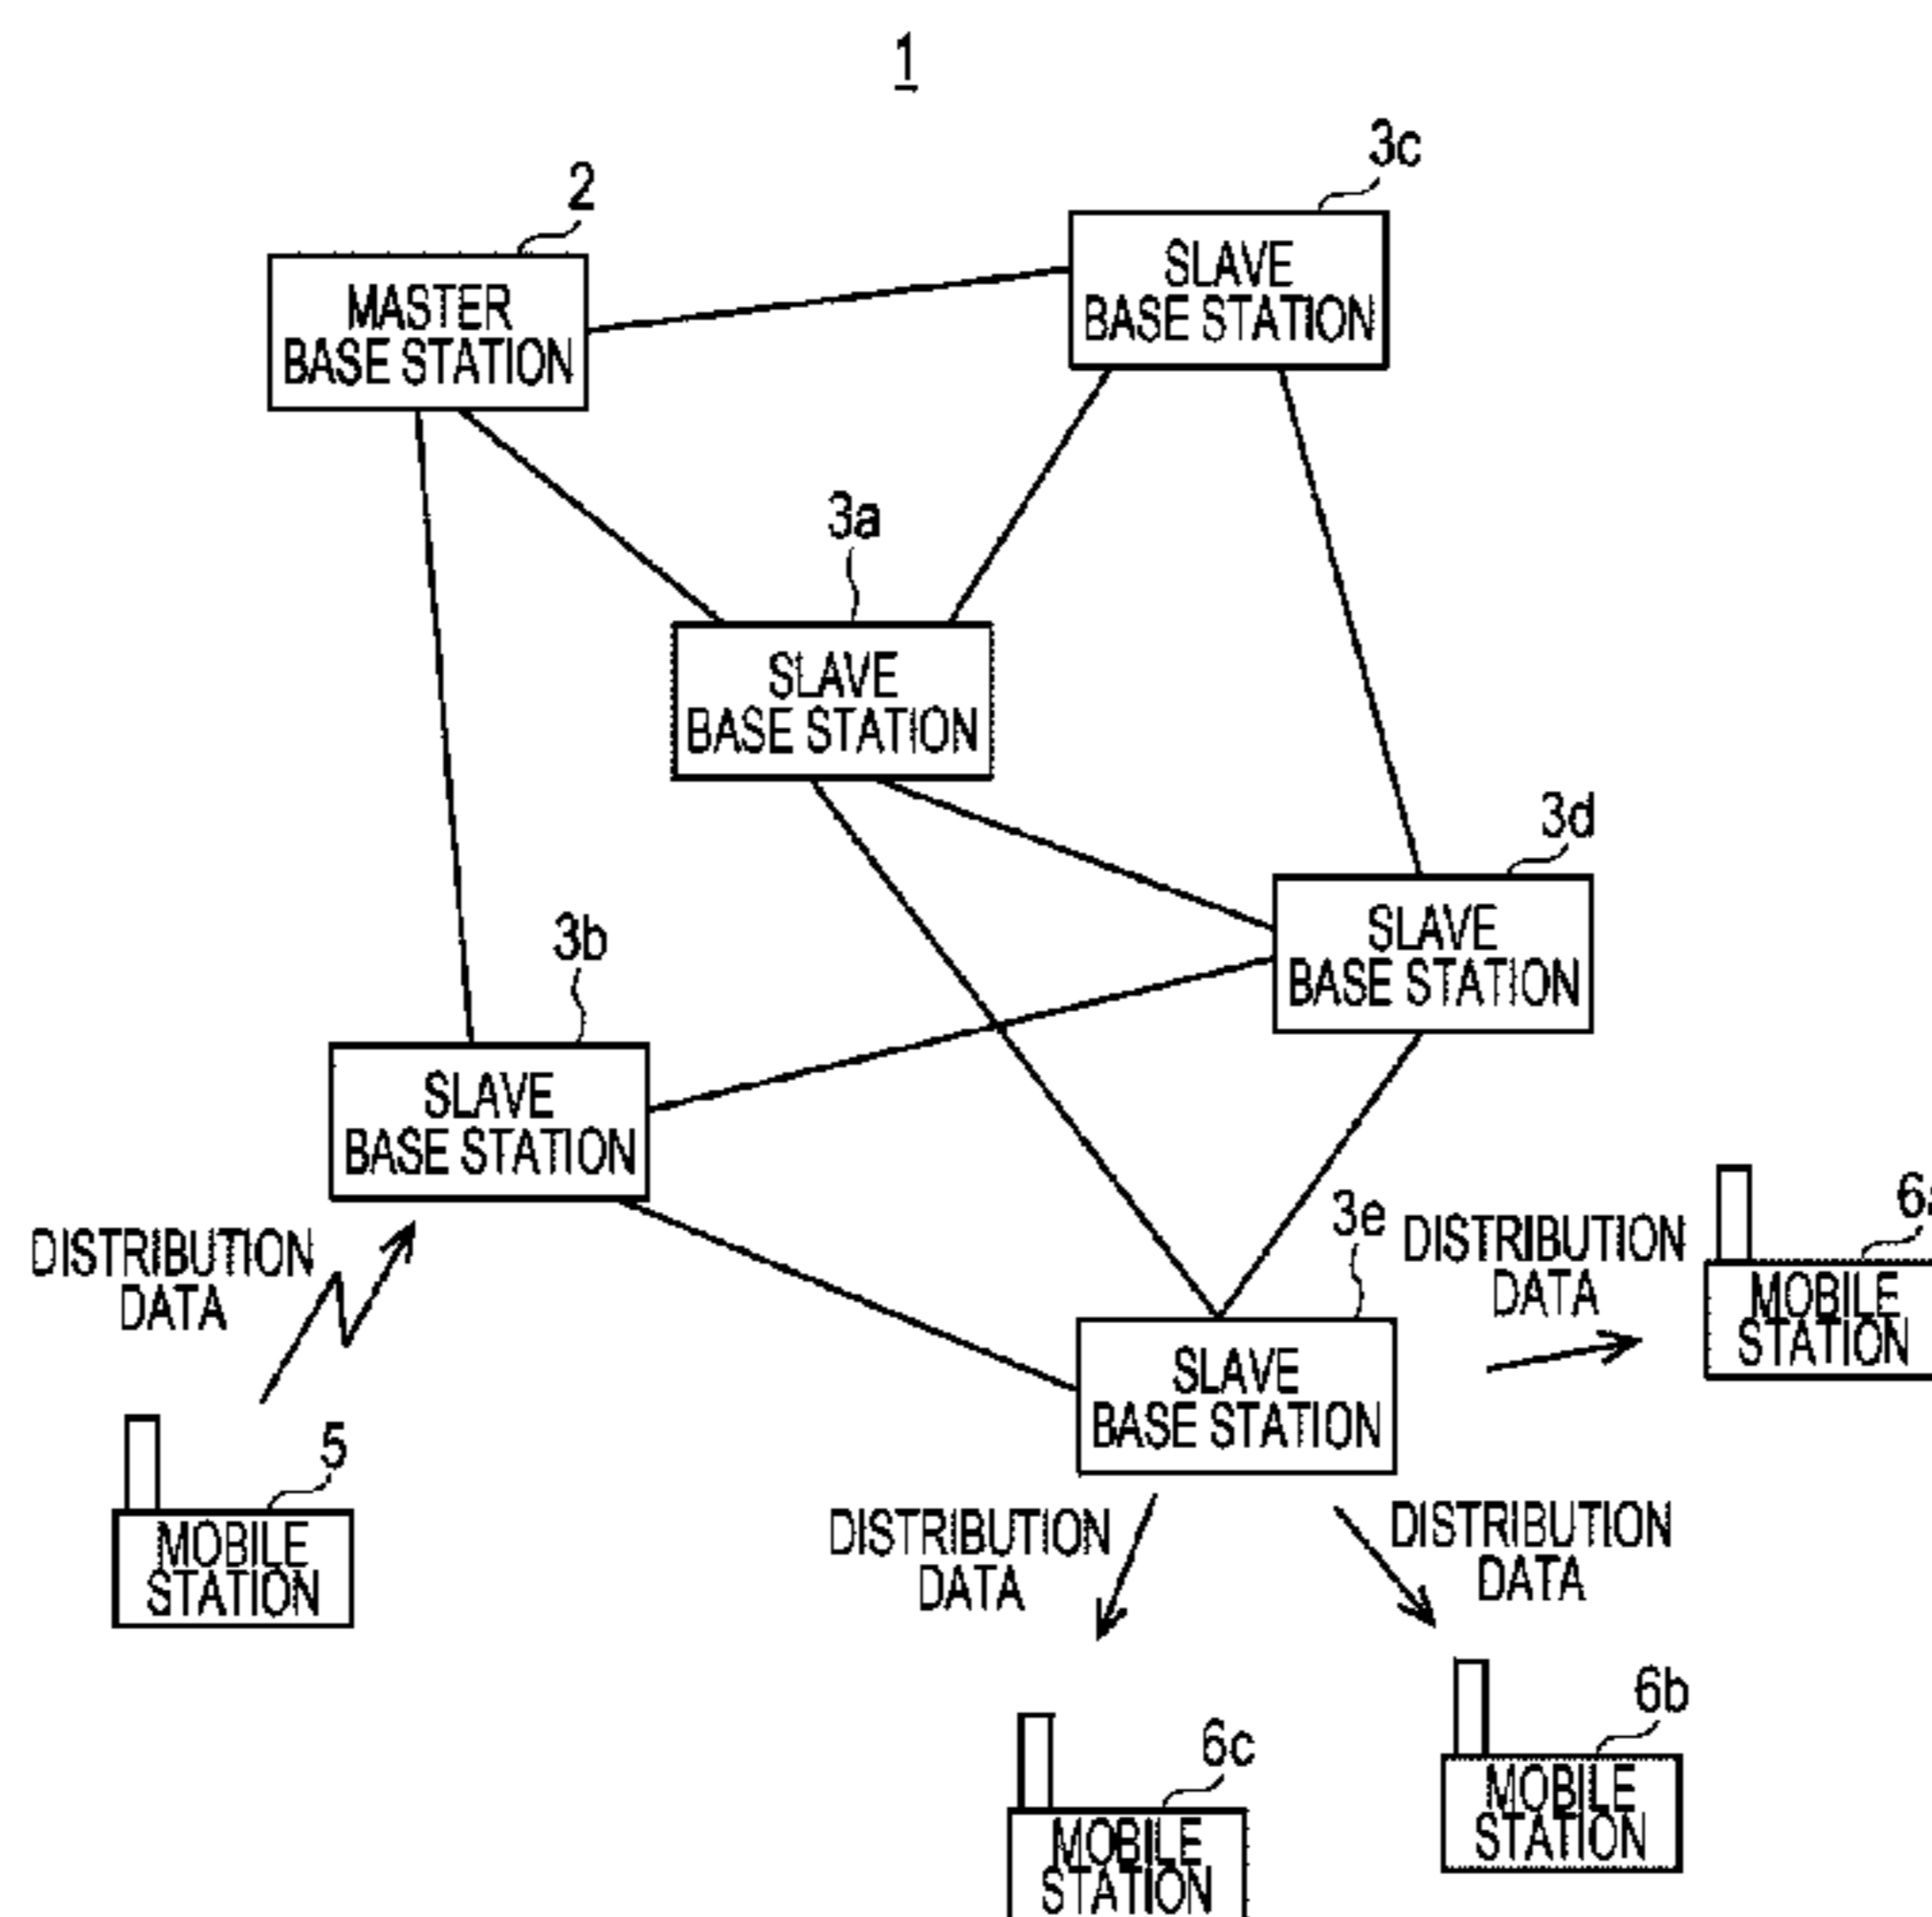 1
3c
2
SLAVE
BASE STATION
MASTER
BASE STATION
3a
SLAVE
BASE STATION
3d
SLAVE
BASE STATION
3b
SLAVE
BASE STATION
3e
DISTRIBUTION
DATA
DISTRIBUTION
DATA
MOBILE
STATION
SLAVE
BASE STATION
5
MOBILE
STATION
DISTRIBUTION
DATA
DISTRIBUTION
DATA
6b
MOBILE
STATION
6c
MOBILE
STATION